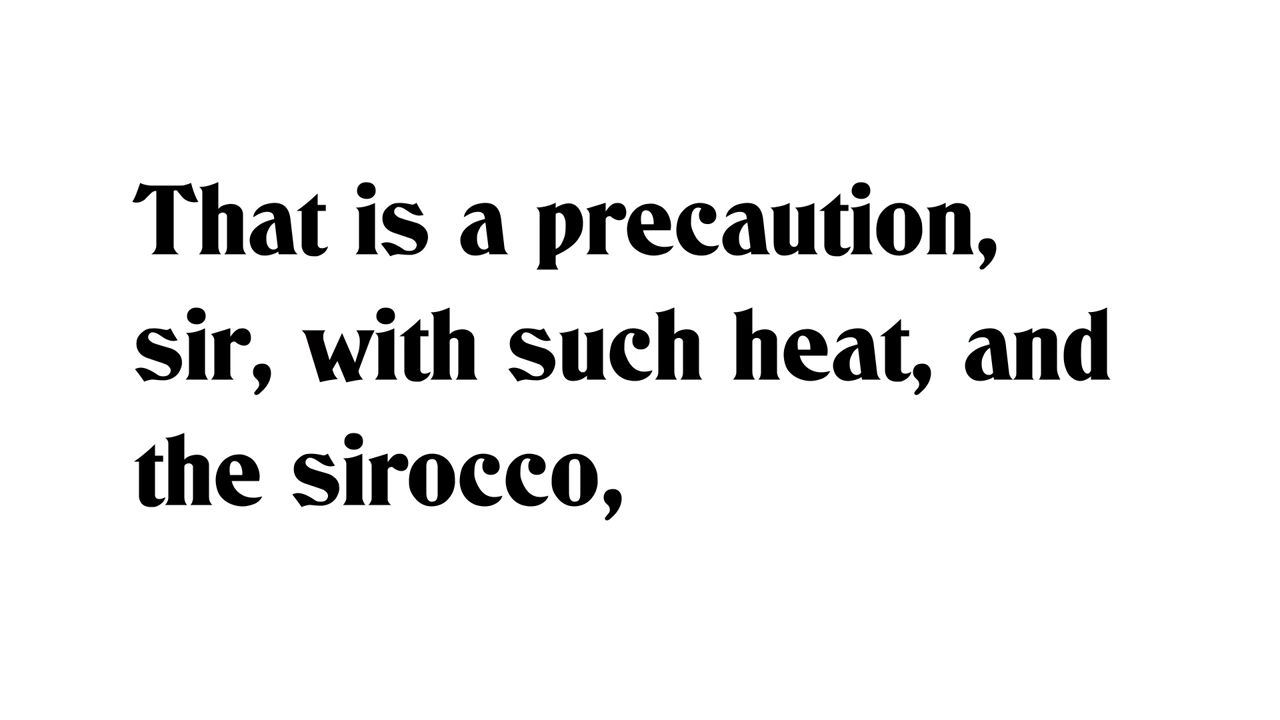 That is a precaution,
sir, with such heat, and
the sirocco,